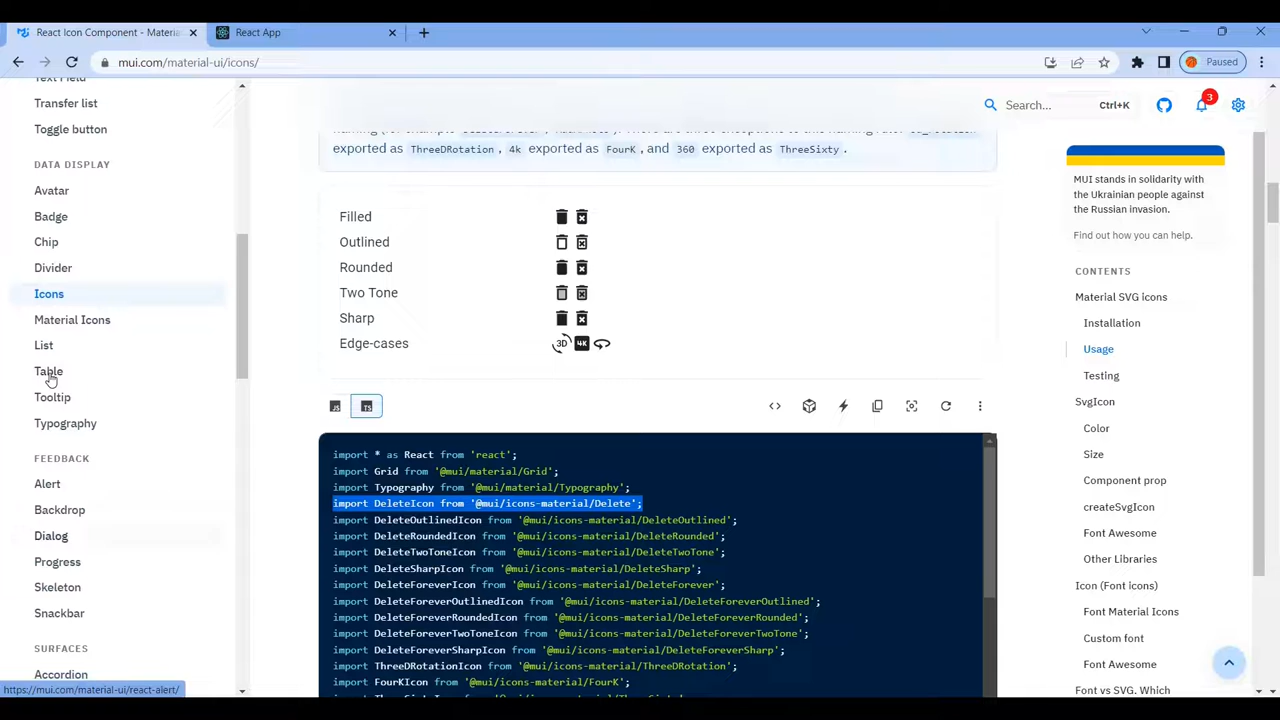 React Icon Component - Materia
React App
mui.com/material-ui/icons/
Paused
Text Field
Transfer list
Toggle button
DATA DISPLAY
Avatar
Badge
Chip
Divider
Icons
Material Icons
List
Table
Tooltip
Typography
FEEDBACK
Alert
Backdrop
Dialog
Progress
Skeleton
Snackbar
SURFACES
Accordion
https://mui.com/material-ui/react-alert/
Search...
Ctrl+K
3
exported as ThreeDRotation, 4k exported as FourK, and 360 exported as ThreeSixty.
Filled
Outlined
Rounded
Two Tone
Sharp
Edge-cases
3D
4K
JS
TS
import * as React from 'react';
import Grid from '@mui/material/Grid';
import Typography from '@mui/material/Typography';
import DeleteIcon from '@mui/icons-material/Delete';
import DeleteOutlinedIcon from '@mui/icons-material/DeleteOutlined';
import DeleteRoundedIcon from '@mui/icons-material/DeleteRounded';
import DeleteTwoToneIcon from '@mui/icons-material/DeleteTwoTone';
import DeleteSharpIcon from '@mui/icons-material/DeleteSharp';
import DeleteForeverIcon from '@mui/icons-material/DeleteForever';
import DeleteForeverOutlinedIcon from '@mui/icons-material/DeleteForeverOutlined';
import DeleteForeverRoundedIcon from '@mui/icons-material/DeleteForeverRounded';
import DeleteForeverTwoToneIcon from '@mui/icons-material/DeleteForeverTwoTone';
import DeleteForeverSharpIcon from '@mui/icons-material/DeleteForeverSharp';
import ThreeDRotationIcon from '@mui/icons-material/ThreeDRotation';
import FourKIcon from '@mui/icons-material/FourK';
MUI stands in solidarity with
the Ukrainian people against
the Russian invasion.
Find out how you can help.
CONTENTS
Material SVG icons
Installation
Usage
Testing
SvgIcon
Color
Size
Component prop
createSvgIcon
Font Awesome
Other Libraries
Icon (Font icons)
Font Material Icons
Custom font
Font Awesome
Font vs SVG. Which